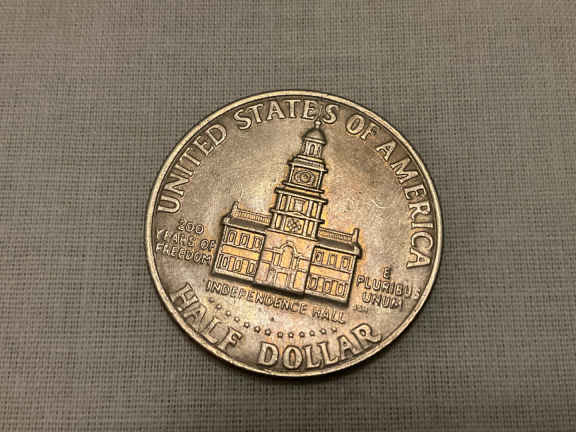 UNITED STATES OF AMERICA
200
YEARS OF
FREEDOM
E
PLURIBUS
UNUM
INDEPENDENCE HALL
HALF DOLLAR